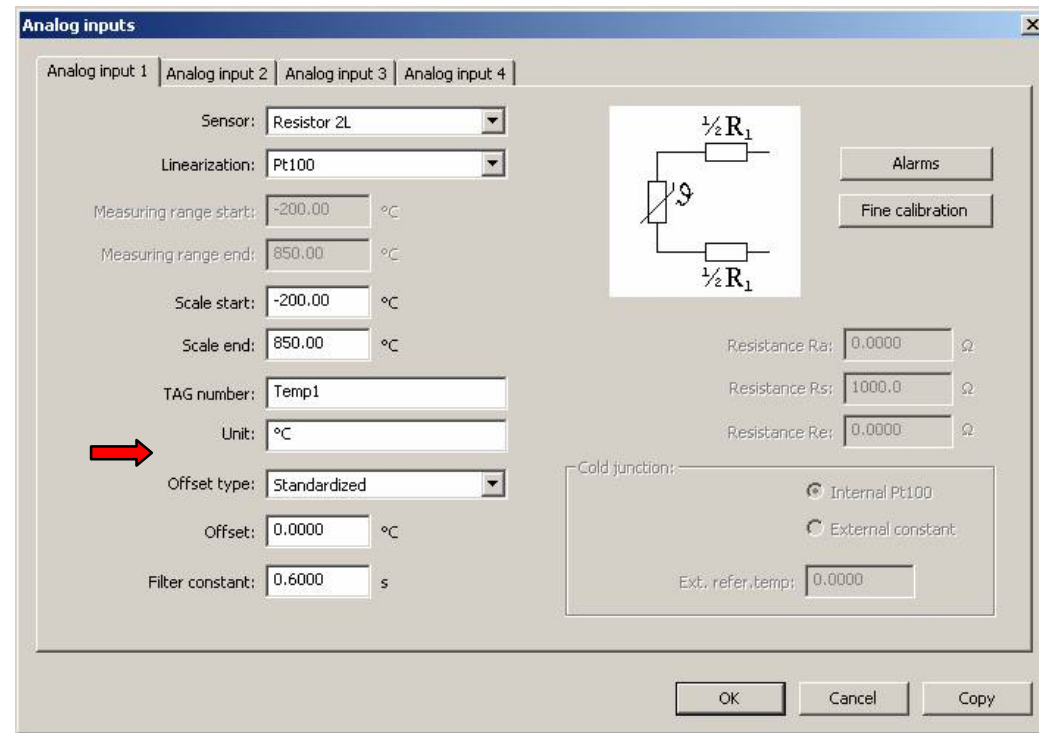 Analog inputs
Analog input 1 Analog input 2 Analog input 3 Analog input 4
Sensor: Resistor 2L
Linearization: Pt100
Measuring range start: -200.00 °C
Measuring range end: 850.00 °C
Scale start: -200.00 °C
Scale end: 850.00 °C
TAG number: Temp1
Unit: °C
Offset type: Standardized
Offset: 0.0000 °C
Filter constant: 0.6000 s
½R₁
ϑ
½R₁
Alarms
Fine calibration
Resistance Ra: 0.0000 Ω
Resistance Rs: 1000.0 Ω
Resistance Re: 0.0000 Ω
Cold junction:
Internal Pt100
External constant
Ext. refer.temp: 0.0000
OK Cancel Copy